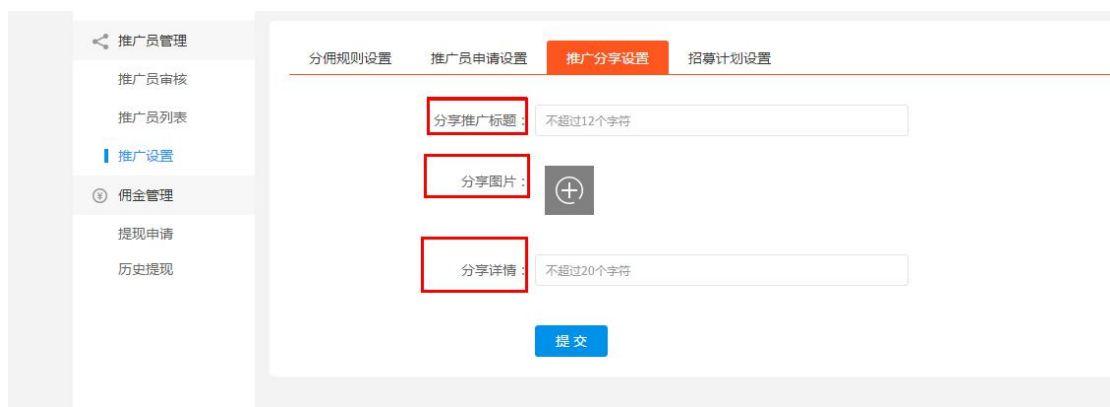 推广员管理
推广员审核
推广员列表
推广设置
佣金管理
提现申请
历史提现
分佣规则设置 推广员申请设置 推广分享设置 招募计划设置
分享推广标题： 不超过12个字符
分享图片：
分享详情： 不超过20个字符
提交